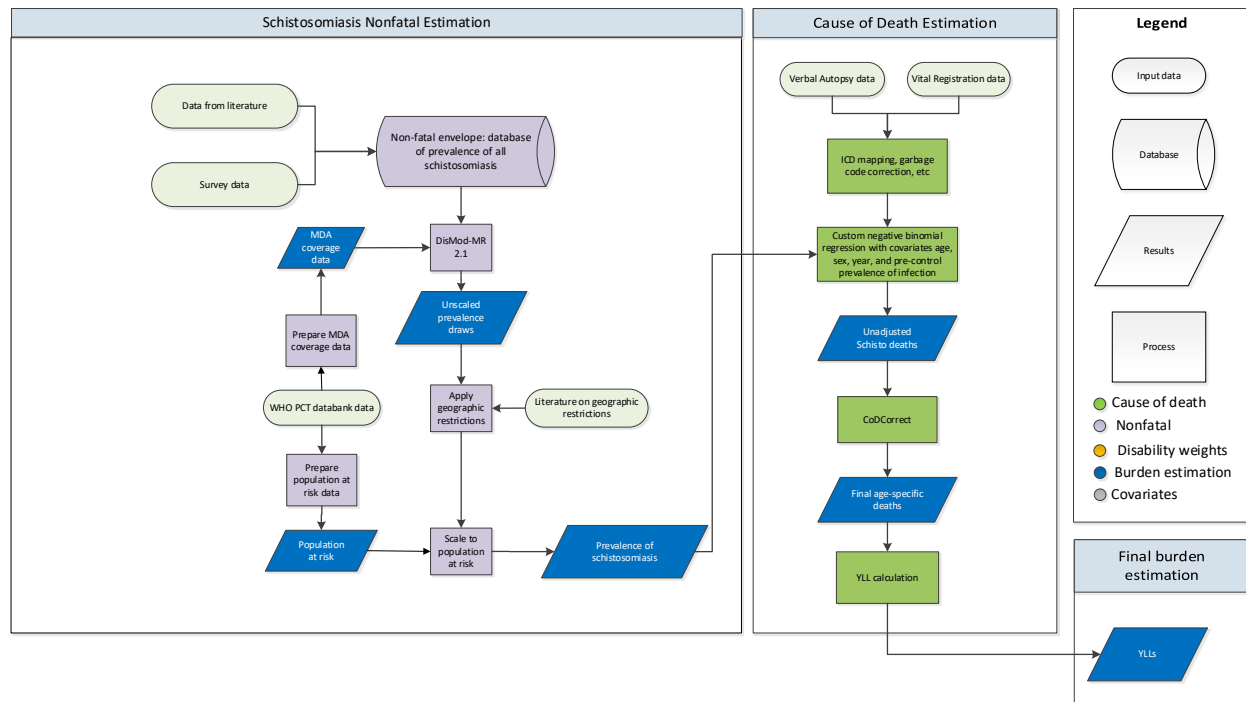 Schistosomiasis Nonfatal Estimation
Data from literature
Survey data
Non-fatal envelope: database
of prevalence of all
schistosomiasis
MDA
coverage
data
DisMod-MR
2.1
Unscaled
prevalence
draws
Prepare MDA
coverage data
WHO PCT databank data
Apply
geographic
restrictions
Literature on geographic
restrictions
Prepare
population at
risk data
Population
at risk
Scale to
population
at risk
Prevalence of
schistosomiasis
Cause of Death Estimation
Verbal Autopsy data
Vital Registration data
ICD mapping, garbage
code correction, etc
Custom negative binomial
regression with covariates age,
sex, year, and pre-control
prevalence of infection
Unadjusted
Schisto deaths
CoDCorrect
Final age-specific
deaths
YLL calculation
Legend
Input data
Database
Results
Process
Cause of death
Nonfatal
Disability weights
Burden estimation
Covariates
Final burden
estimation
YLLs